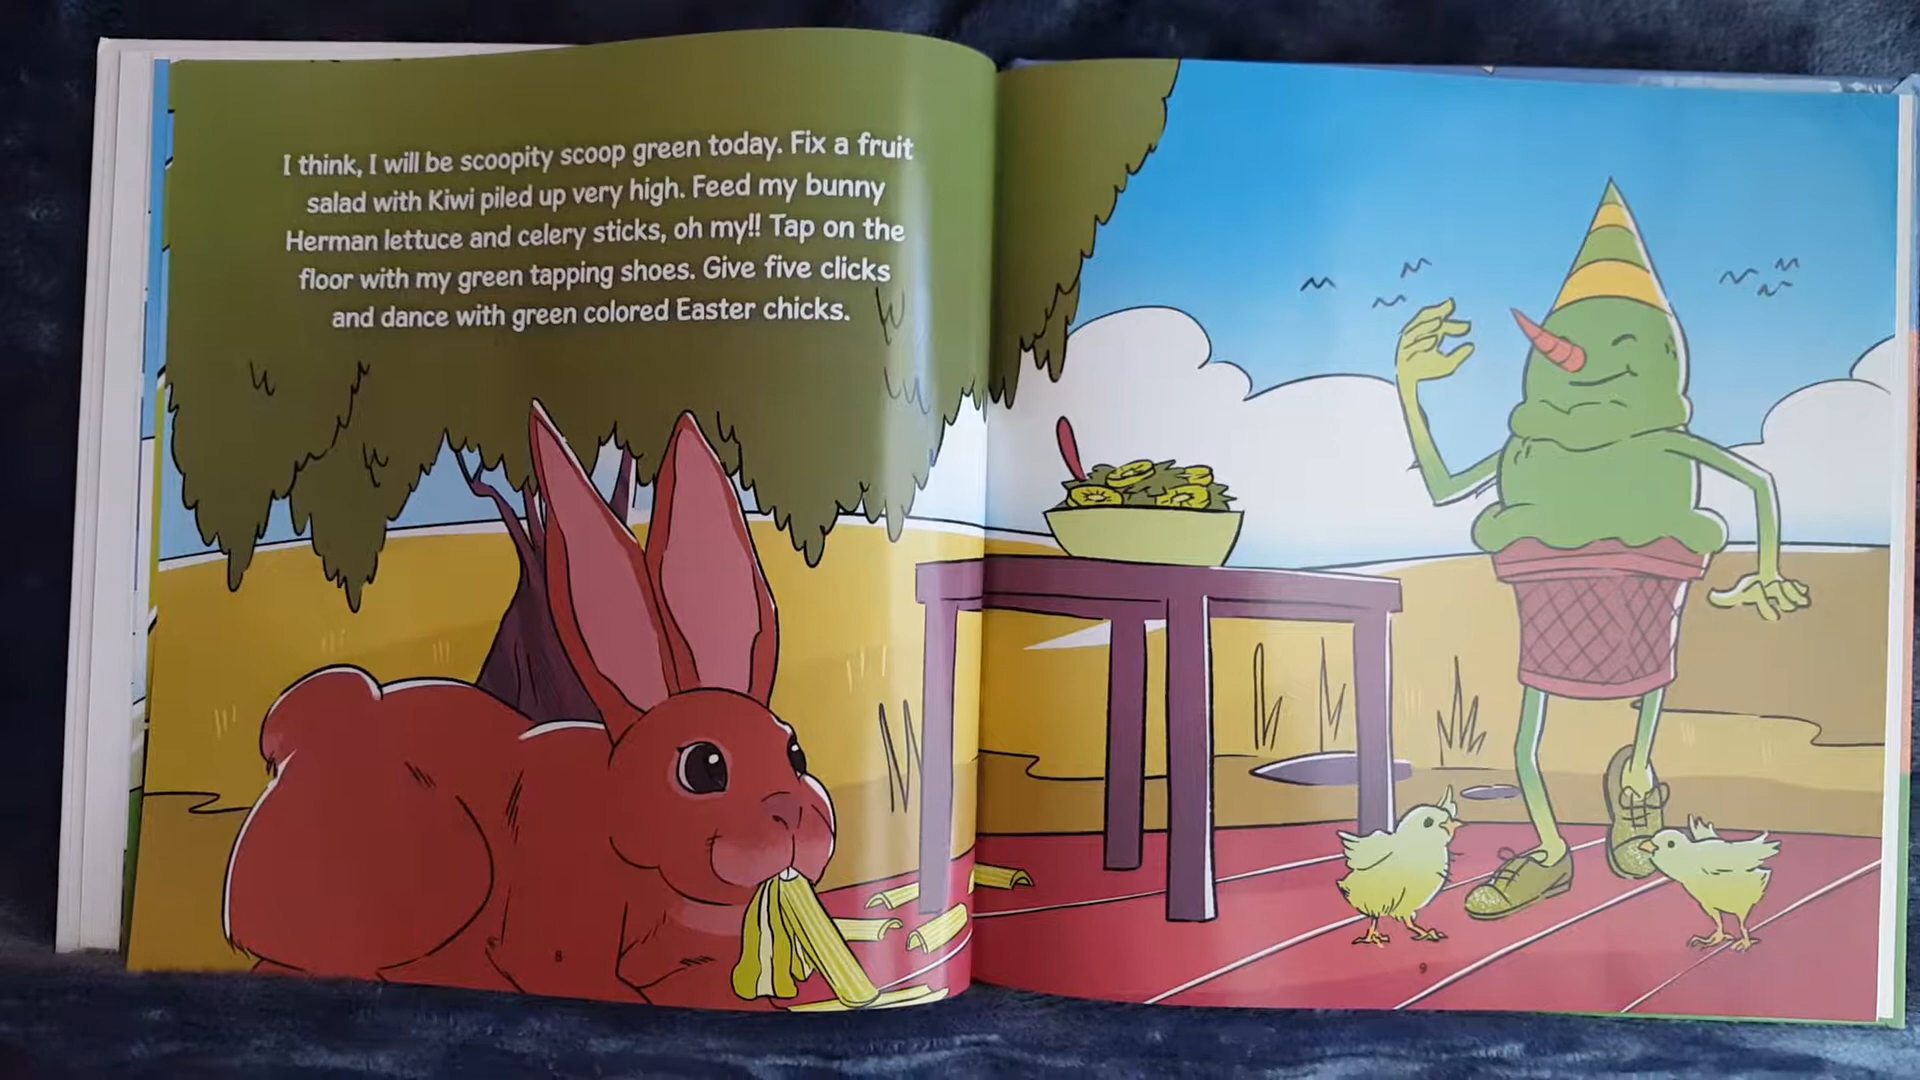 I think, I will be scoopity scoop green today. Fix a fruit
salad with Kiwi piled up very high. Feed my bunny
Herman lettuce and celery sticks, oh my!! Tap on the
floor with my green tapping shoes. Give five clicks
and dance with green colored Easter chicks.
8
9